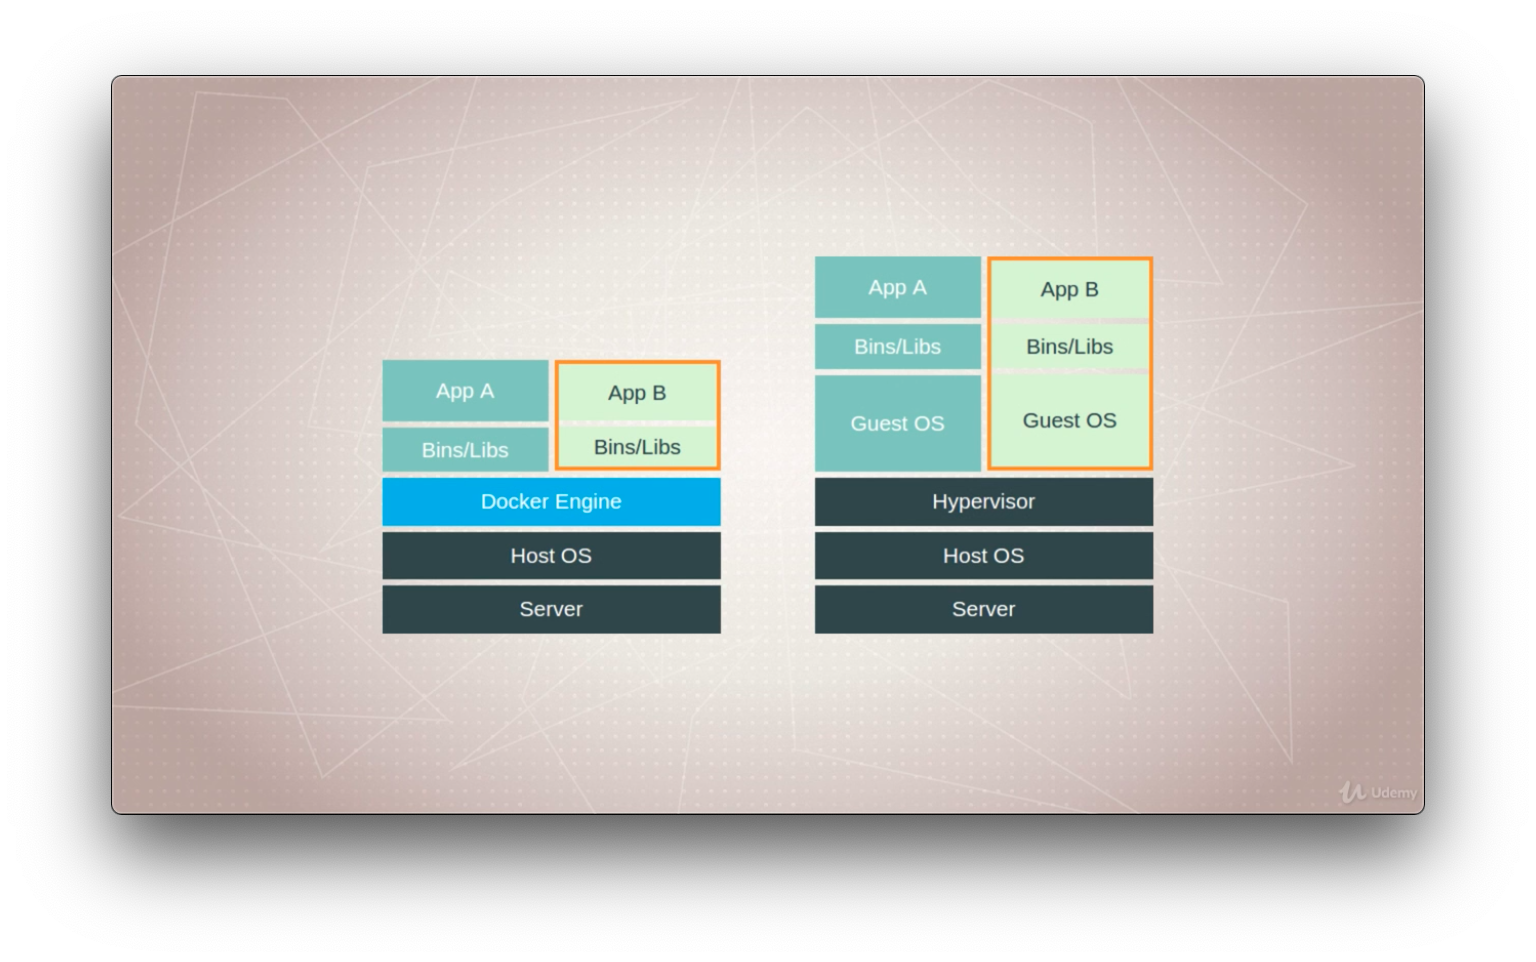 App A
App B
Bins/Libs
Bins/Libs
Docker Engine
Host OS
Server
App A
App B
Bins/Libs
Bins/Libs
Guest OS
Guest OS
Hypervisor
Host OS
Server
Udemy